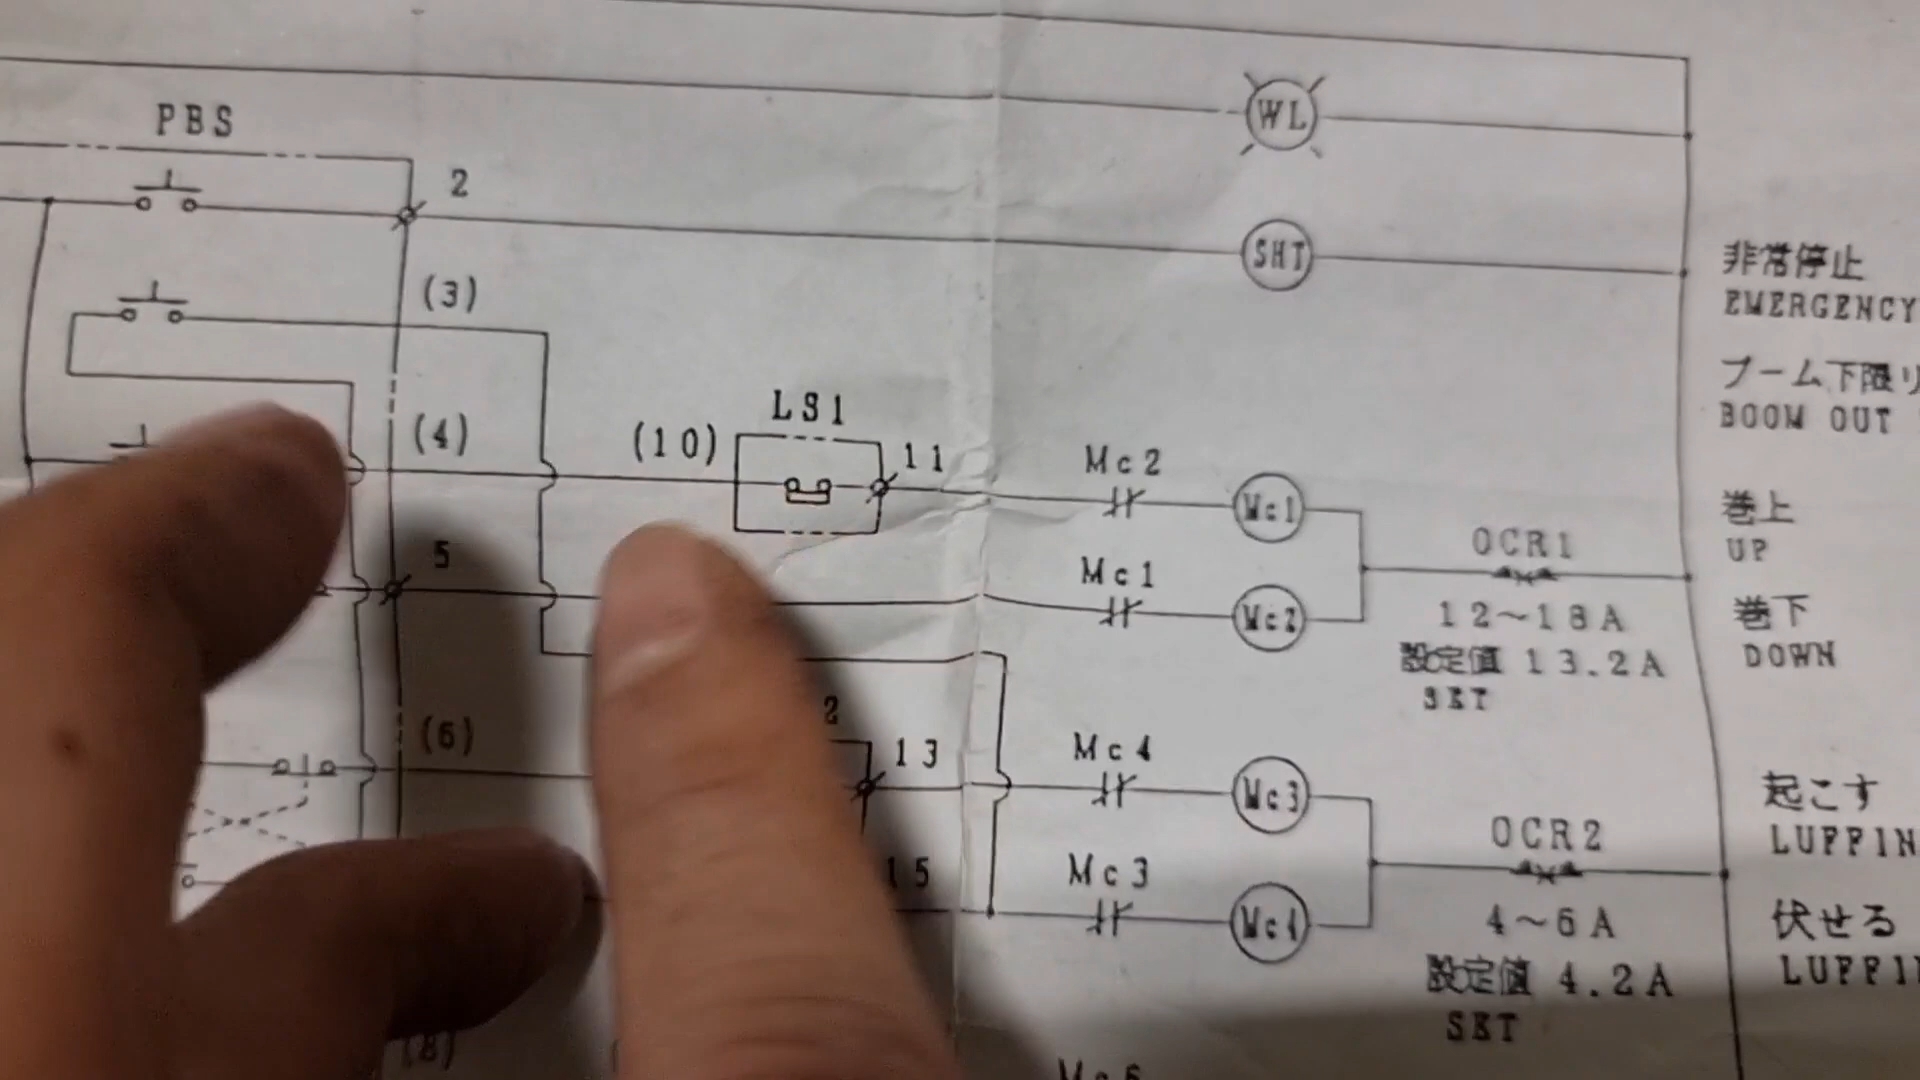 WL
PBS
2
SHT
非常停止
EMERGENCY
(3)
ブーム下限リ
BOOM OUT
LS1
(4)
(10)
11
Mc2
Mc1
巻上
UP
OCR1
5
Mc1
Mc2
12～18A
巻下
DOWN
設定値 13.2A
SET
2
(6)
13
Mc4
Mc3
起こす
LUFFIN
OCR2
15
Mc3
Mc4
4～6A
伏せる
LUFFI
設定値 4.2A
SET
(8)
Mc6